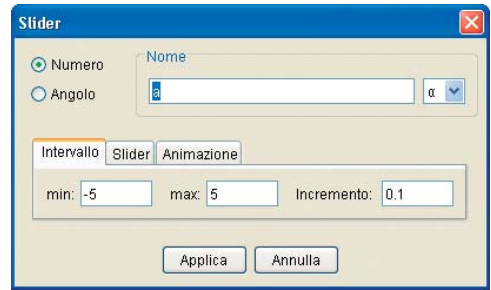 Slider
Numero
Angolo
Nome
a
α
Intervallo Slider Animazione
min: -5 max: 5 Incremento: 0.1
Applica Annulla